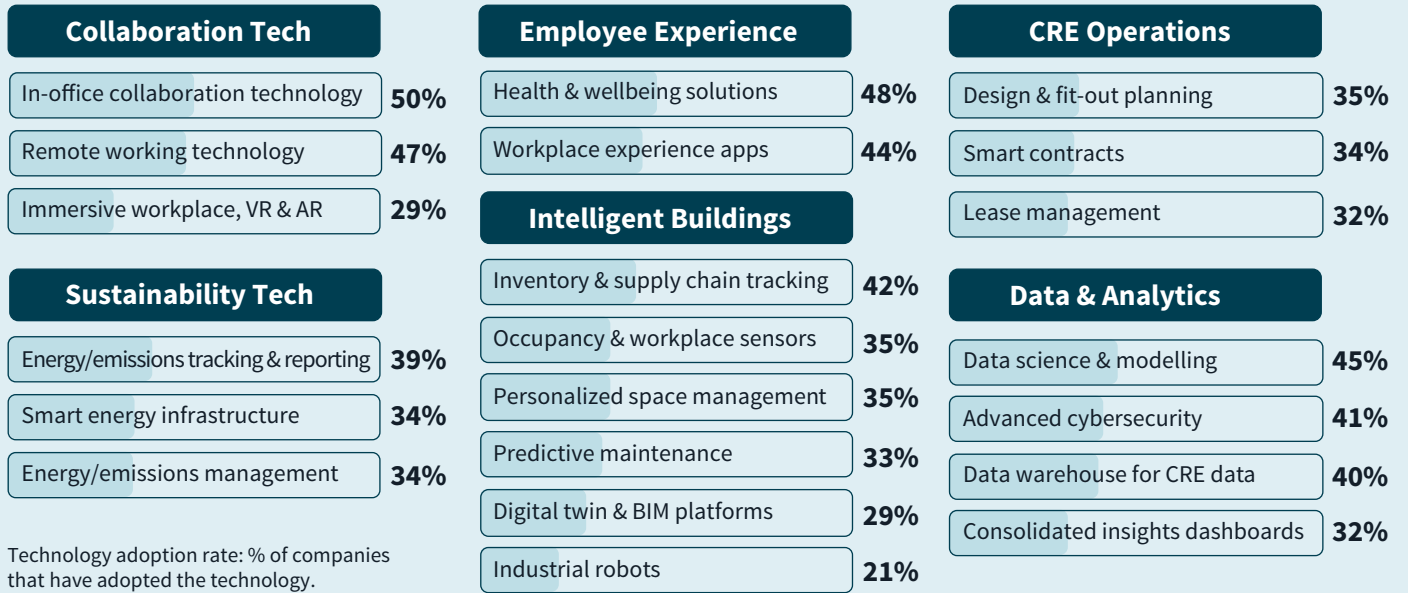 Collaboration Tech
In-office collaboration technology 50%
Remote working technology 47%
Immersive workplace, VR & AR 29%
Sustainability Tech
Energy/emissions tracking & reporting 39%
Smart energy infrastructure 34%
Energy/emissions management 34%
Technology adoption rate: % of companies
that have adopted the technology.
Employee Experience
Health & wellbeing solutions 48%
Workplace experience apps 44%
Intelligent Buildings
Inventory & supply chain tracking 42%
Occupancy & workplace sensors 35%
Personalized space management 35%
Predictive maintenance 33%
Digital twin & BIM platforms 29%
Industrial robots 21%
CRE Operations
Design & fit-out planning 35%
Smart contracts 34%
Lease management 32%
Data & Analytics
Data science & modelling 45%
Advanced cybersecurity 41%
Data warehouse for CRE data 40%
Consolidated insights dashboards 32%